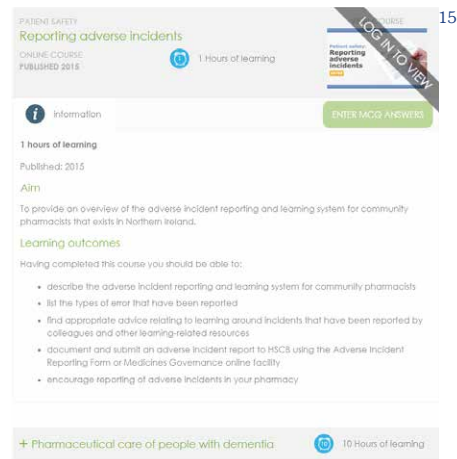 15
PATIENT SAFETY
Reporting adverse incidents
ONLINE COURSE
PUBLISHED 2015
1 Hours of learning
COURSE
LOG IN TO VIEW
Patient safety:
Reporting
adverse
incidents
i Information
ENTER MCQ ANSWERS
1 hours of learning
Published: 2015
Aim
To provide an overview of the adverse incident reporting and learning system for community
pharmacists that exists in Northern Ireland.
Learning outcomes
Having completed this course you should be able to:
• describe the adverse incident reporting and learning system for community pharmacists
• list the types of error that have been reported
• find appropriate advice relating to learning around incidents that have been reported by
colleagues and other learning-related resources
• document and submit an adverse incident report to HSCB using the Adverse Incident
Reporting Form or Medicines Governance online facility
• encourage reporting of adverse incidents in your pharmacy
+ Pharmaceutical care of people with dementia
10
10 Hours of learning